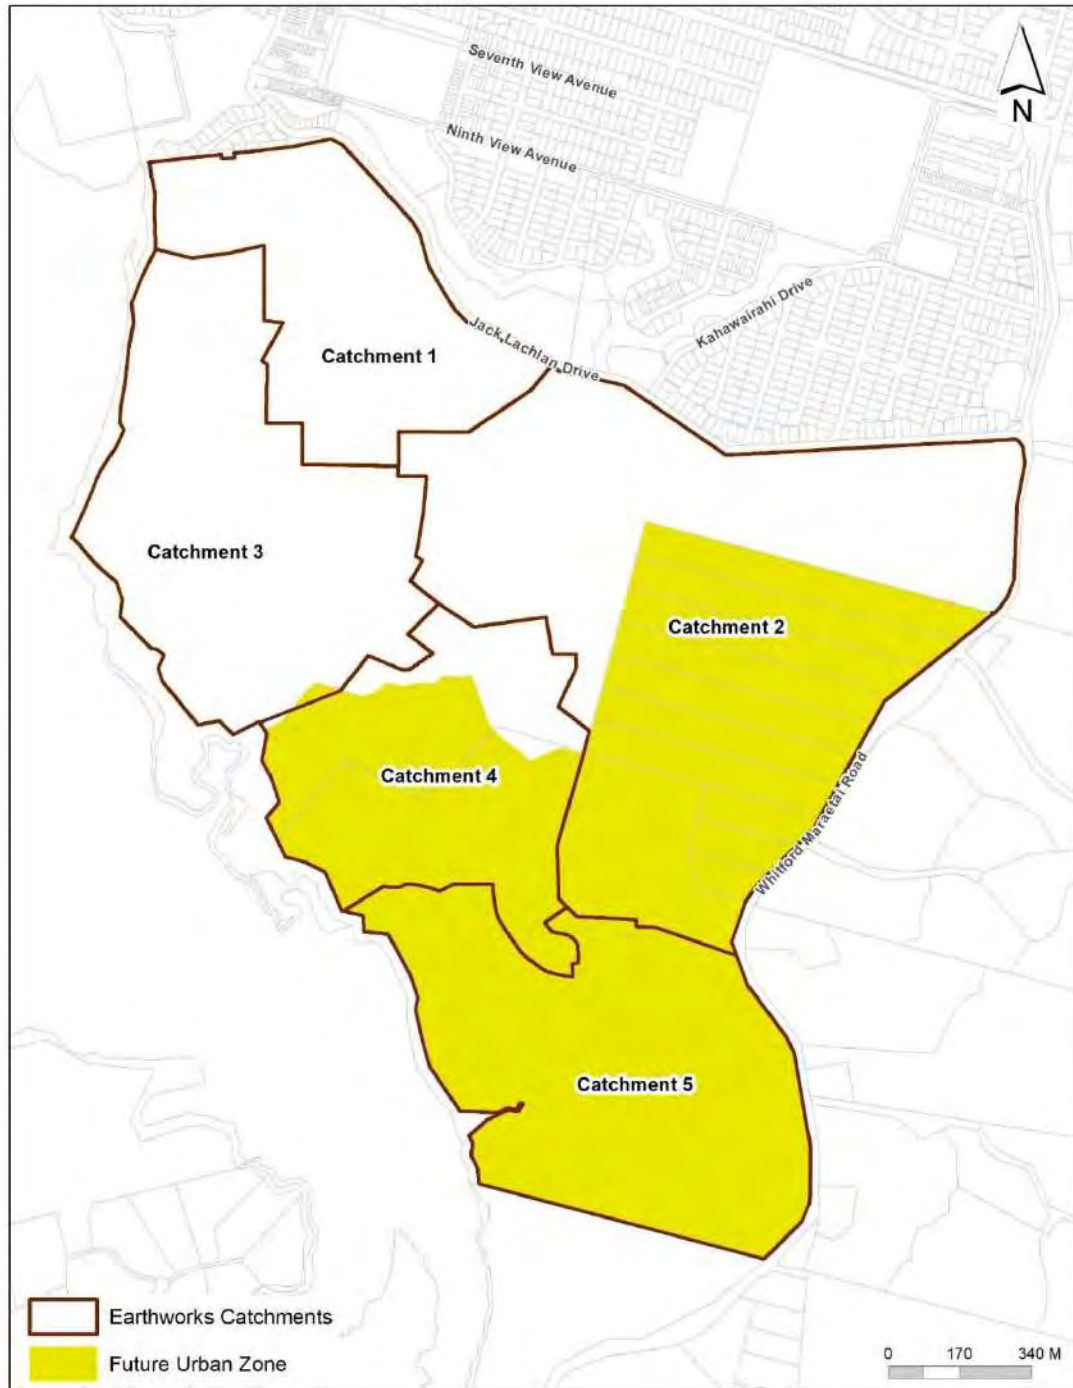 Seventh View Avenue
N
Ninth View Avenue
Kahawairahi Drive
Jack Lachlan Drive
Catchment 1
Catchment 3
Catchment 2
Catchment 4
Whitford Maraetai Road
Catchment 5
Earthworks Catchments
Future Urban Zone
0 170 340 M